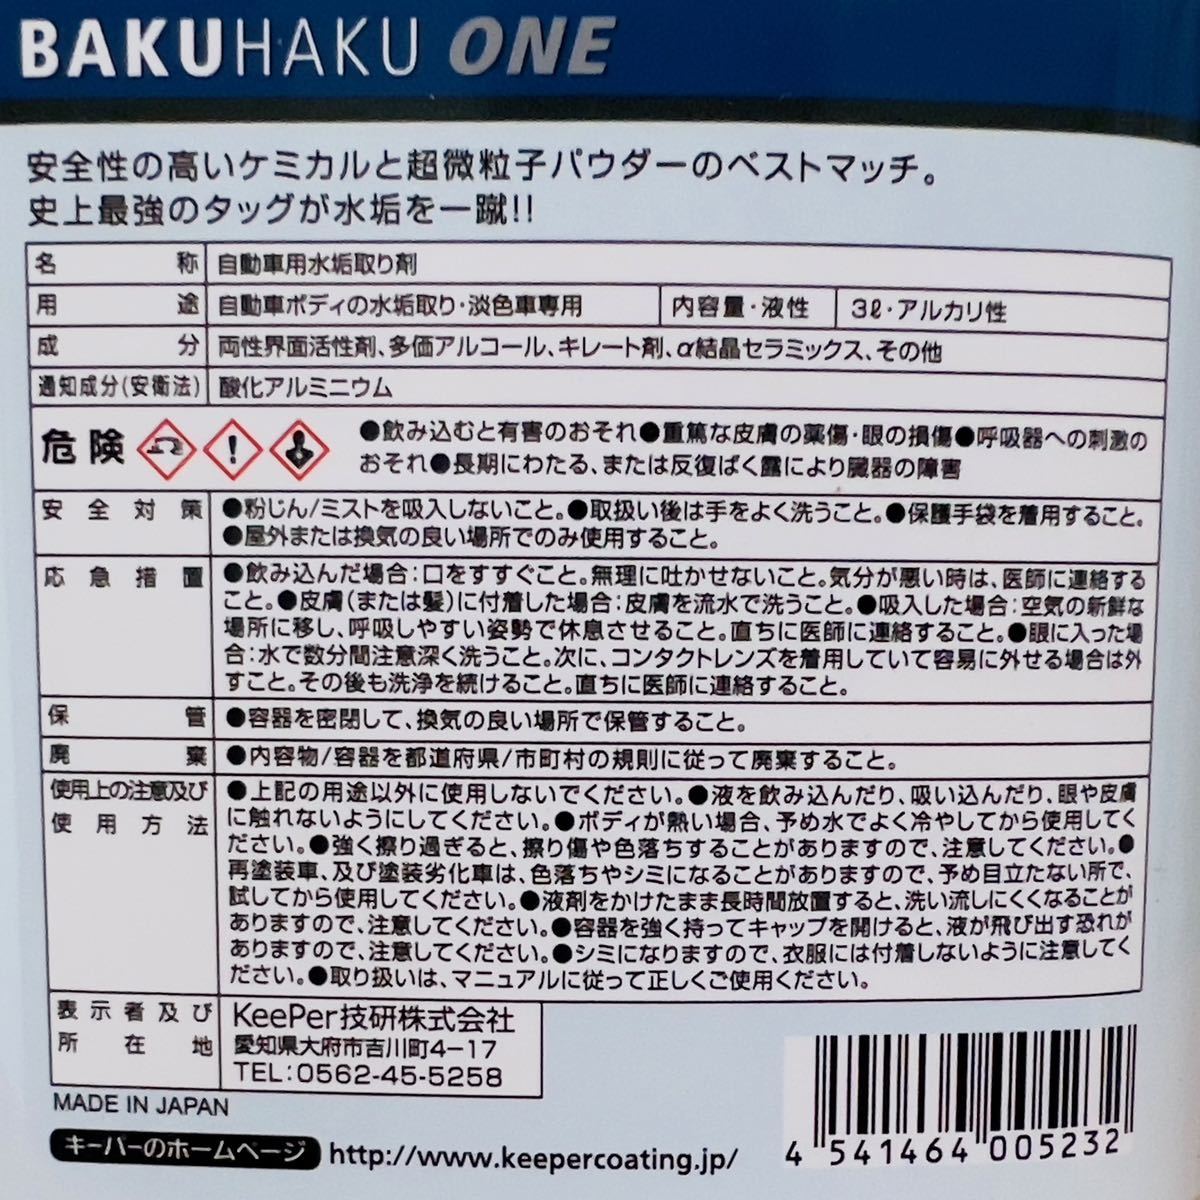 BAKUHAKU ONE
安全性の高いケミカルと超微粒子パウダーのベストマッチ。
史上最強のタッグが水垢を一蹴!!
名称 自動車用水垢取り剤
用途 自動車ボディの水垢取り・淡色車専用 内容量・液性 3ℓ・アルカリ性
成分 両性界面活性剤、多価アルコール、キレート剤、α結晶セラミックス、その他
通知成分(安衛法) 酸化アルミニウム
危険 ●飲み込むと有害のおそれ●重篤な皮膚の薬傷・眼の損傷●呼吸器への刺激の
おそれ●長期にわたる、または反復ばく露により臓器の障害
安全対策 ●粉じん/ミストを吸入しないこと。●取扱い後は手をよく洗うこと。●保護手袋を着用すること。
●屋外または換気の良い場所でのみ使用すること。
応急措置 ●飲み込んだ場合:口をすすぐこと。無理に吐かせないこと。気分が悪い時は、医師に連絡する
こと。●皮膚(または髪)に付着した場合:皮膚を流水で洗うこと。●吸入した場合:空気の新鮮な
場所に移し、呼吸しやすい姿勢で休息させること。直ちに医師に連絡すること。●眼に入った場
合:水で数分間注意深く洗うこと。次に、コンタクトレンズを着用していて容易に外せる場合は外
すこと。その後も洗浄を続けること。直ちに医師に連絡すること。
保管 ●容器を密閉して、換気の良い場所で保管すること。
廃棄 ●内容物/容器を都道府県/市町村の規則に従って廃棄すること。
使用上の注意及び ●上記の用途以外に使用しないでください。●液を飲み込んだり、吸い込んだり、眼や皮膚
使用方法 に触れないようにしてください。●ボディが熱い場合、予め水でよく冷やしてから使用してく
ださい。●強く擦り過ぎると、擦り傷や色落ちすることがありますので、注意してください。●
再塗装車、及び塗装劣化車は、色落ちやシミになることがありますので、予め目立たない所で、
試してから使用してください。●液剤をかけたまま長時間放置すると、洗い流しにくくなることが
ありますので、注意してください。●容器を強く持ってキャップを開けると、液が飛び出す恐れが
ありますので、注意してください。●シミになりますので、衣服には付着しないように注意してく
ださい。●取り扱いは、マニュアルに従って正しくご使用ください。
表示者及び KeePer技研株式会社
所在地 愛知県大府市吉川町4-17
TEL:0562-45-5258
MADE IN JAPAN
キーパーのホームページ http://www.keepercoating.jp/
4 541464 005232